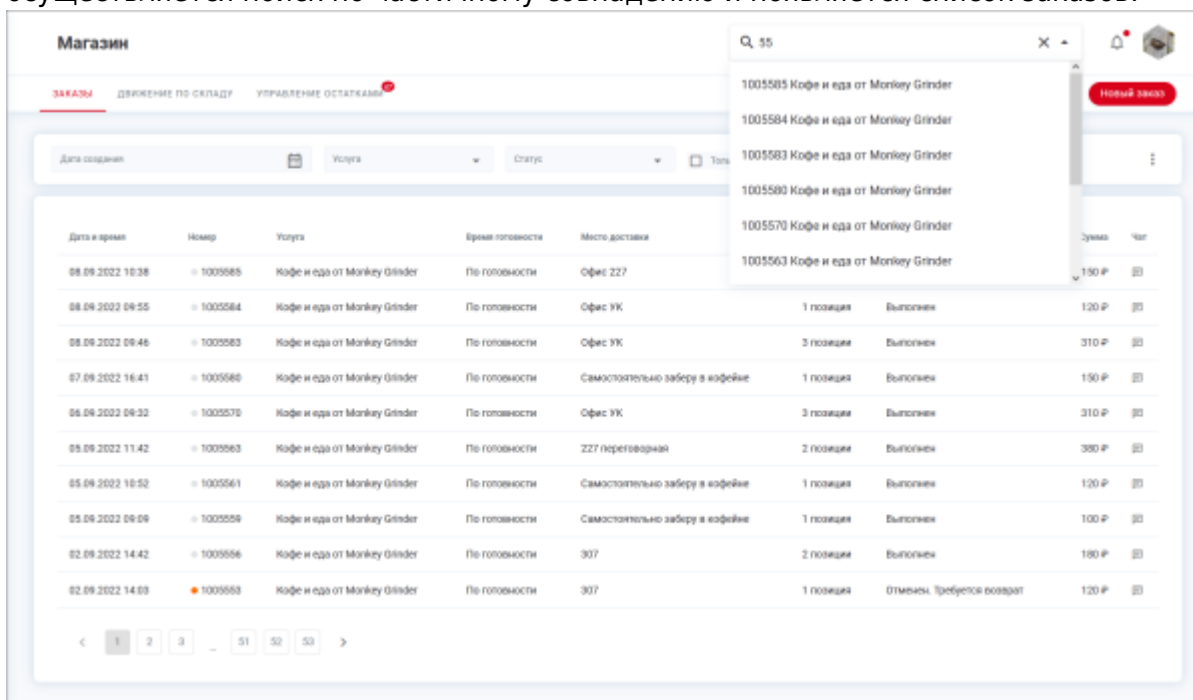 осуществляется поиск по частичному совпадению и появляется список заказов.
Магазин
55
ЗАКАЗЫ ДВИЖЕНИЕ ПО СКЛАДУ УПРАВЛЕНИЕ ОСТАТКАМИ
Новый заказ
1005585 Кофе и еда от Monkey Grinder
1005584 Кофе и еда от Monkey Grinder
1005583 Кофе и еда от Monkey Grinder
1005580 Кофе и еда от Monkey Grinder
1005570 Кофе и еда от Monkey Grinder
1005563 Кофе и еда от Monkey Grinder
Дата создания Услуга Статус
Дата и время Номер Услуга Время готовности Место доставки Сумма Чат
08.09.2022 10:38 1005585 Кофе и еда от Monkey Grinder По готовности Офис 227 150 ₽
08.09.2022 09:55 1005584 Кофе и еда от Monkey Grinder По готовности Офис УК 1 позиция Выполнен 120 ₽
08.09.2022 09:46 1005583 Кофе и еда от Monkey Grinder По готовности Офис УК 3 позиции Выполнен 310 ₽
07.09.2022 16:41 1005580 Кофе и еда от Monkey Grinder По готовности Самостоятельно заберу в кофейне 1 позиция Выполнен 150 ₽
06.09.2022 09:32 1005570 Кофе и еда от Monkey Grinder По готовности Офис УК 3 позиции Выполнен 310 ₽
05.09.2022 11:42 1005563 Кофе и еда от Monkey Grinder По готовности 227 переговорная 2 позиции Выполнен 380 ₽
05.09.2022 10:52 1005561 Кофе и еда от Monkey Grinder По готовности Самостоятельно заберу в кофейне 1 позиция Выполнен 120 ₽
05.09.2022 09:09 1005559 Кофе и еда от Monkey Grinder По готовности Самостоятельно заберу в кофейне 1 позиция Выполнен 100 ₽
02.09.2022 14:42 1005556 Кофе и еда от Monkey Grinder По готовности 307 2 позиции Выполнен 180 ₽
02.09.2022 14:03 1005553 Кофе и еда от Monkey Grinder По готовности 307 1 позиция Отменен. Требуется возврат 120 ₽
1 2 3 ... 51 52 53